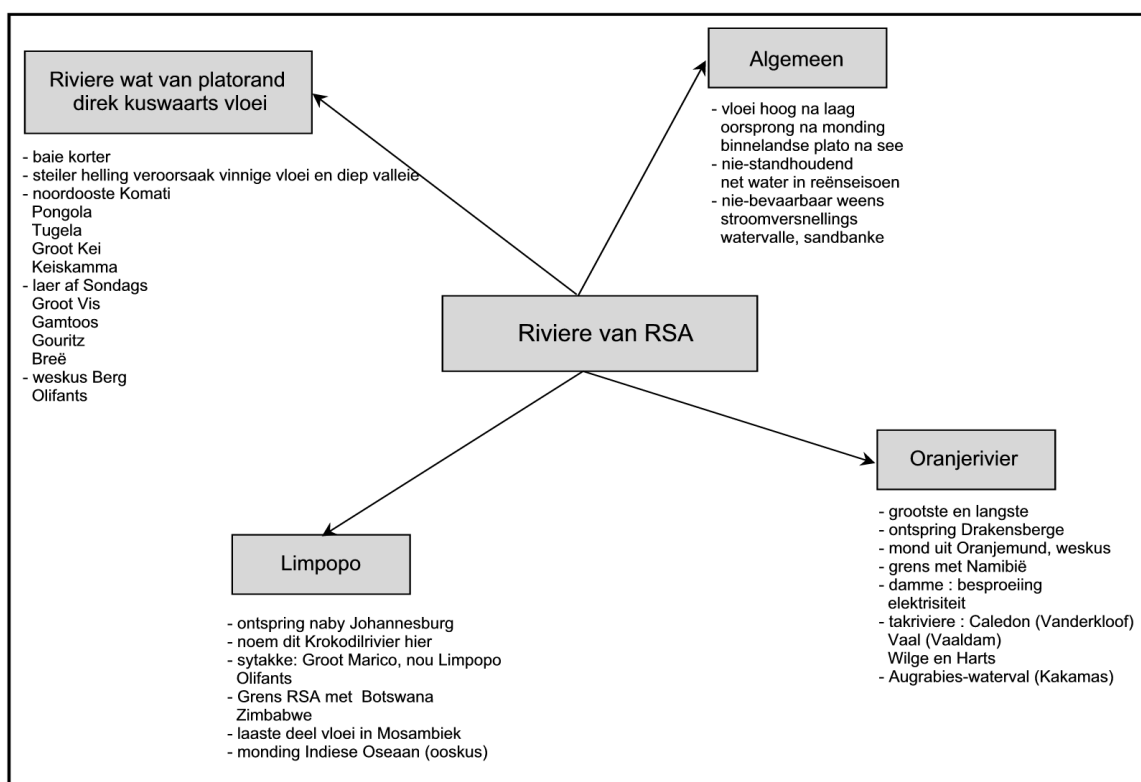 Riviere wat van platorand
direk kuswaarts vloei
- baie korter
- steiler helling veroorsaak vinnige vloei en diep valleie
- noordooste Komati
Pongola
Tugela
Groot Kei
Keiskamma
- laer af Sondags
Groot Vis
Gamtoos
Gouritz
Breë
- weskus Berg
Olifants
Algemeen
- vloei hoog na laag
oorsprong na monding
binnelandse plato na see
- nie-standhoudend
net water in reënseisoen
- nie-bevaarbaar weens
stroomversnellings
watervalle, sandbanke
Riviere van RSA
Limpopo
- ontspring naby Johannesburg
- noem dit Krokodilrivier hier
- sytakke: Groot Marico, nou Limpopo
Olifants
- Grens RSA met Botswana
Zimbabwe
- laaste deel vloei in Mosambiek
- monding Indiese Oseaan (ooskus)
Oranjerivier
- grootste en langste
- ontspring Drakensberge
- mond uit Oranjemund, weskus
- grens met Namibië
- damme : besproeiing
elektrisiteit
- takriviere : Caledon (Vanderkloof)
Vaal (Vaaldam)
Wilge en Harts
- Augrabies-waterval (Kakamas)